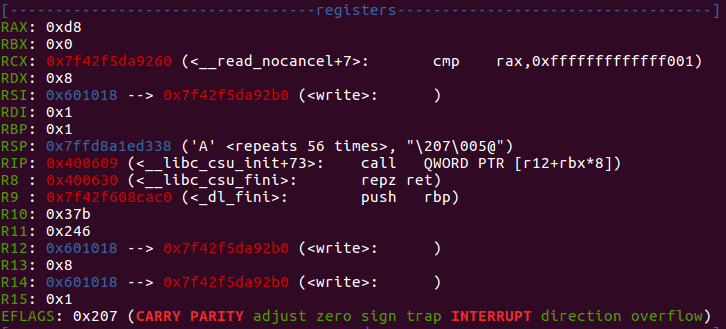 [----------------------------------registers-----------------------------------]
RAX: 0xd8
RBX: 0x0
RCX: 0x7f42f5da9260 (<__read_nocancel+7>:       cmp    rax,0xfffffffffffff001)
RDX: 0x8
RSI: 0x601018 --> 0x7f42f5da92b0 (<write>:      )
RDI: 0x1
RBP: 0x1
RSP: 0x7ffd8a1ed338 ('A' <repeats 56 times>, "\207\005@")
RIP: 0x400609 (<__libc_csu_init+73>:    call   QWORD PTR [r12+rbx*8])
R8 : 0x400630 (<__libc_csu_fini>:       repz ret)
R9 : 0x7f42f608cac0 (<_dl_fini>:        push   rbp)
R10: 0x37b
R11: 0x246
R12: 0x601018 --> 0x7f42f5da92b0 (<write>:      )
R13: 0x8
R14: 0x601018 --> 0x7f42f5da92b0 (<write>:      )
R15: 0x1
EFLAGS: 0x207 (CARRY PARITY adjust zero sign trap INTERRUPT direction overflow)